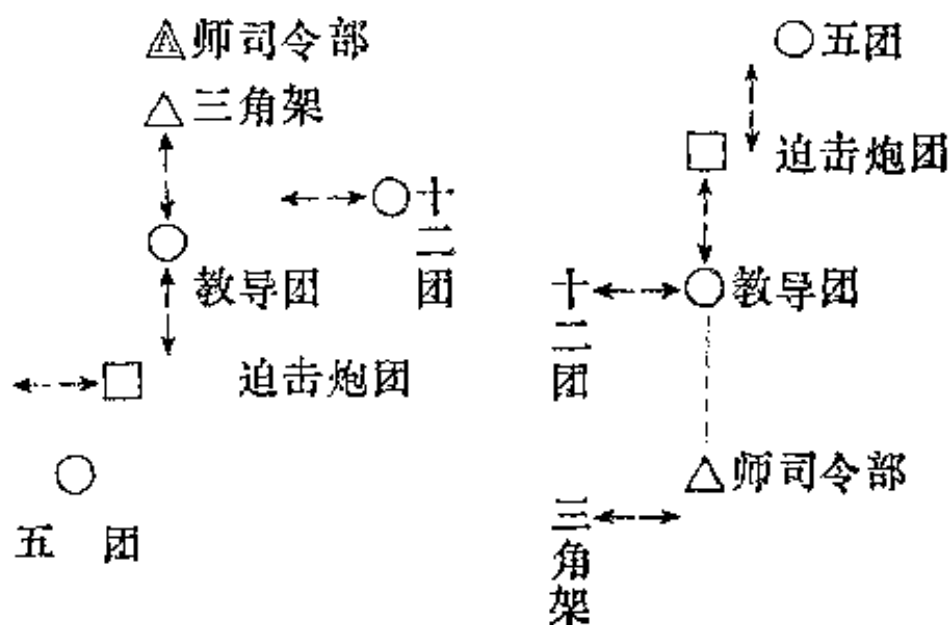 师司令部
三角架
十二团
教导团
迫击炮团
五 团
五团
迫击炮团
教导团
十二团
师司令部
三角架